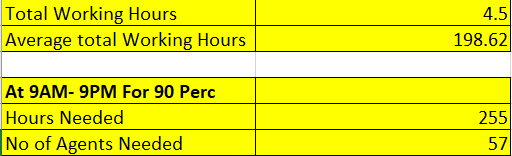 Total Working Hours 4.5
Average total Working Hours 198.62
At 9AM- 9PM For 90 Perc
Hours Needed 255
No of Agents Needed 57